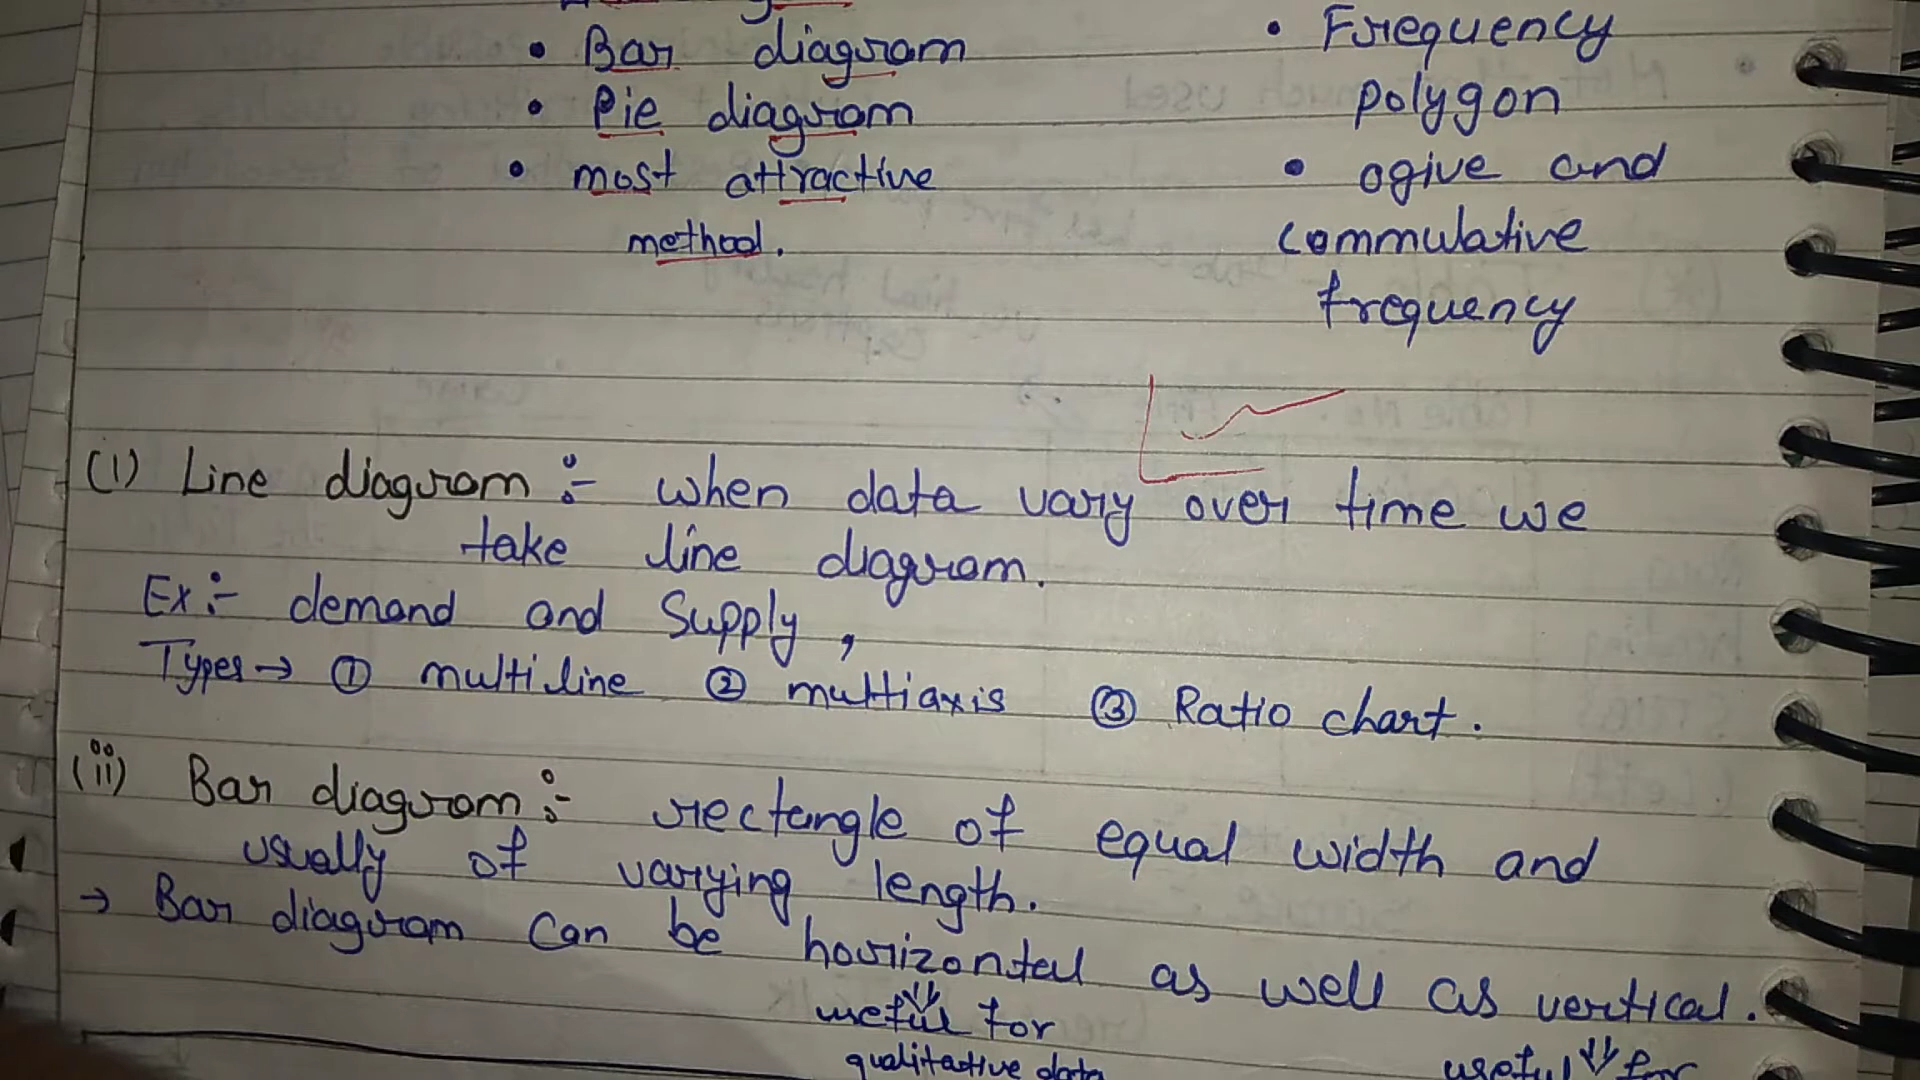 • Bar diagram
• Pie diagram
• most attractive
method.
• Frequency
polygon
• ogive and
commulative
frequency
(i) Line diagram :- when data vary over time we
take line diagram.
Ex:- demand and Supply,
Types → ① multiline ② multiaxis ③ Ratio chart.
(ii) Bar diagram :- rectangle of equal width and
usually of varying length.
→ Bar diagram can be horizontal as well as vertical.
useful for
qualitative data
useful for